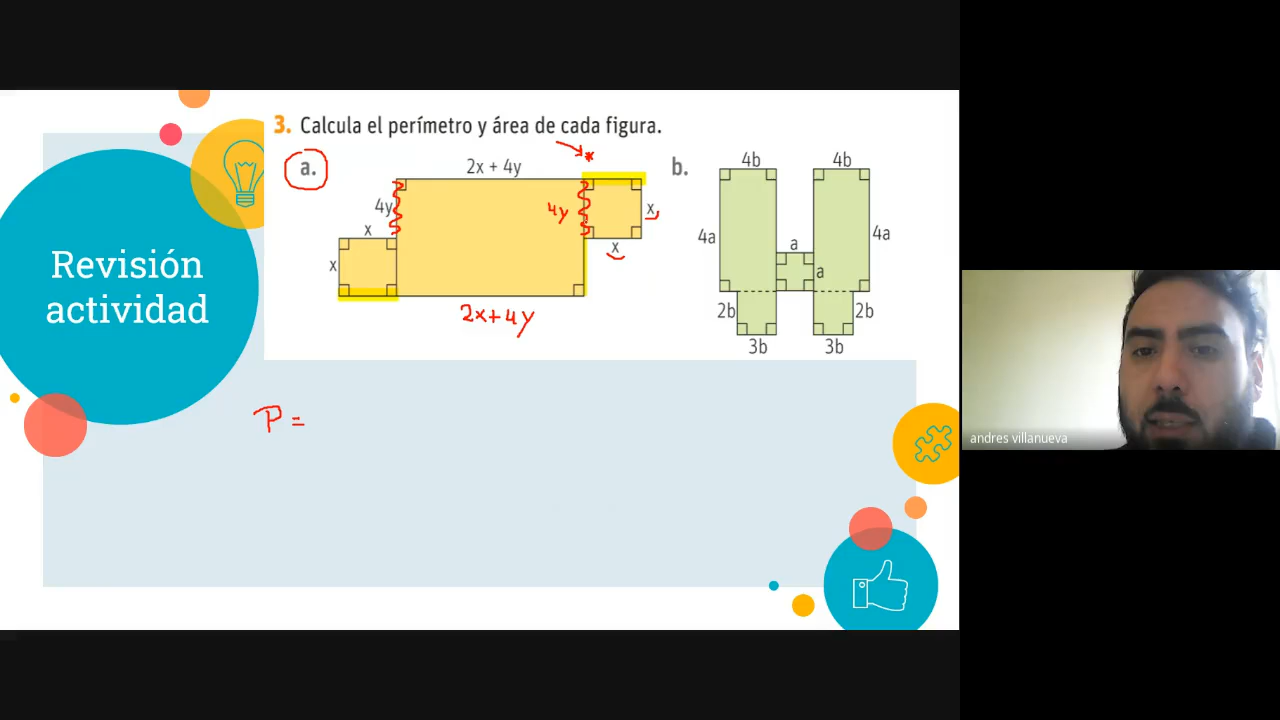 Revisión
actividad
3. Calcula el perímetro y área de cada figura.
a.
2x + 4y
x
4y
x
x
4y
x
x
2x+4y
b.
4b
4b
4a
4a
a
a
2b
2b
3b
3b
P =
andres villanueva